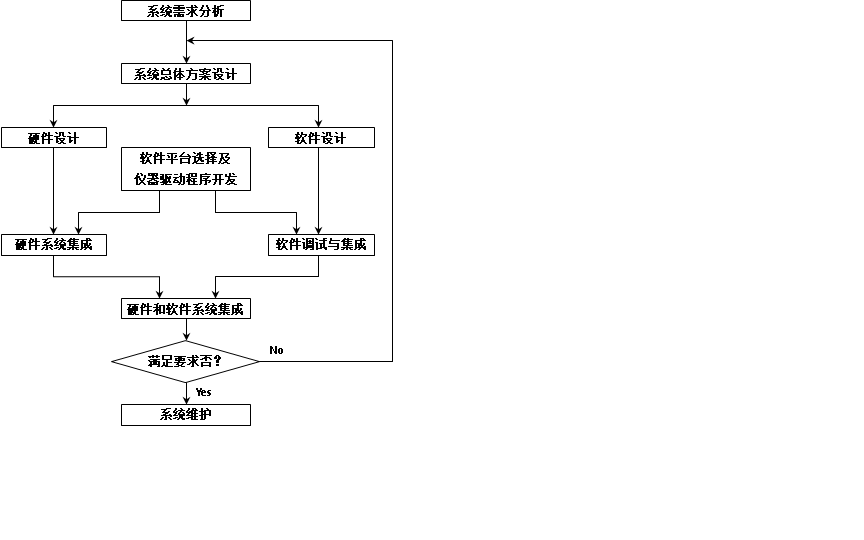 系统需求分析
系统总体方案设计
硬件设计
软件设计
软件平台选择及
仪器驱动程序开发
硬件系统集成
软件调试与集成
硬件和软件系统集成
满足要求否？
No
Yes
系统维护